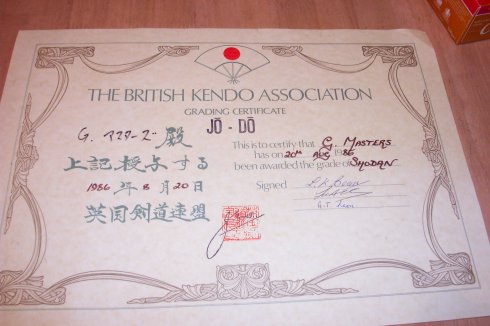 THE BRITISH KENDO ASSOCIATION
GRADING CERTIFICATE
JŌ - DŌ
G. マスターズ 殿
上記授与する
1986 年 8 月 20 日
英国剣道連盟
This is to certify that G. MASTERS
has on 20th AUG 1986
been awarded the grade of SHODAN
Signed